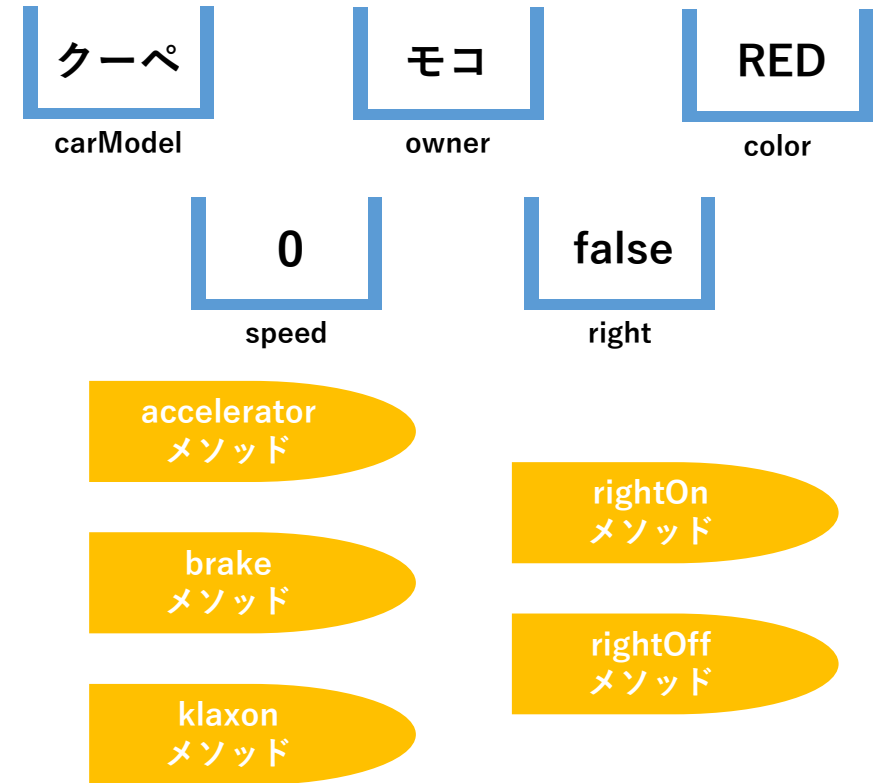 クーペ
モコ
RED
carModel
owner
color
0
false
speed
right
accelerator
メソッド
rightOn
メソッド
brake
メソッド
rightOff
メソッド
klaxon
メソッド